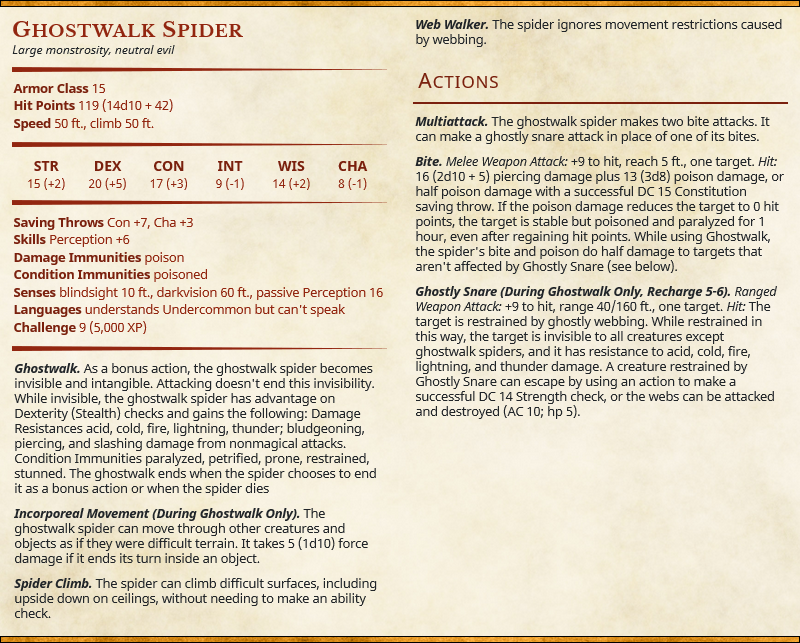 Ghostwalk Spider
Large monstrosity, neutral evil
Armor Class 15
Hit Points 119 (14d10 + 42)
Speed 50 ft., climb 50 ft.
STR DEX CON INT WIS CHA
15 (+2) 20 (+5) 17 (+3) 9 (-1) 14 (+2) 8 (-1)
Saving Throws Con +7, Cha +3
Skills Perception +6
Damage Immunities poison
Condition Immunities poisoned
Senses blindsight 10 ft., darkvision 60 ft., passive Perception 16
Languages understands Undercommon but can't speak
Challenge 9 (5,000 XP)
Ghostwalk. As a bonus action, the ghostwalk spider becomes
invisible and intangible. Attacking doesn't end this invisibility.
While invisible, the ghostwalk spider has advantage on
Dexterity (Stealth) checks and gains the following: Damage
Resistances acid, cold, fire, lightning, thunder; bludgeoning,
piercing, and slashing damage from nonmagical attacks.
Condition Immunities paralyzed, petrified, prone, restrained,
stunned. The ghostwalk ends when the spider chooses to end
it as a bonus action or when the spider dies
Incorporeal Movement (During Ghostwalk Only). The
ghostwalk spider can move through other creatures and
objects as if they were difficult terrain. It takes 5 (1d10) force
damage if it ends its turn inside an object.
Spider Climb. The spider can climb difficult surfaces, including
upside down on ceilings, without needing to make an ability
check.
Web Walker. The spider ignores movement restrictions caused
by webbing.
Actions
Multiattack. The ghostwalk spider makes two bite attacks. It
can make a ghostly snare attack in place of one of its bites.
Bite. Melee Weapon Attack: +9 to hit, reach 5 ft., one target. Hit:
16 (2d10 + 5) piercing damage plus 13 (3d8) poison damage, or
half poison damage with a successful DC 15 Constitution
saving throw. If the poison damage reduces the target to 0 hit
points, the target is stable but poisoned and paralyzed for 1
hour, even after regaining hit points. While using Ghostwalk,
the spider's bite and poison do half damage to targets that
aren't affected by Ghostly Snare (see below).
Ghostly Snare (During Ghostwalk Only, Recharge 5-6). Ranged
Weapon Attack: +9 to hit, range 40/160 ft., one target. Hit: The
target is restrained by ghostly webbing. While restrained in
this way, the target is invisible to all creatures except
ghostwalk spiders, and it has resistance to acid, cold, fire,
lightning, and thunder damage. A creature restrained by
Ghostly Snare can escape by using an action to make a
successful DC 14 Strength check, or the webs can be attacked
and destroyed (AC 10; hp 5).